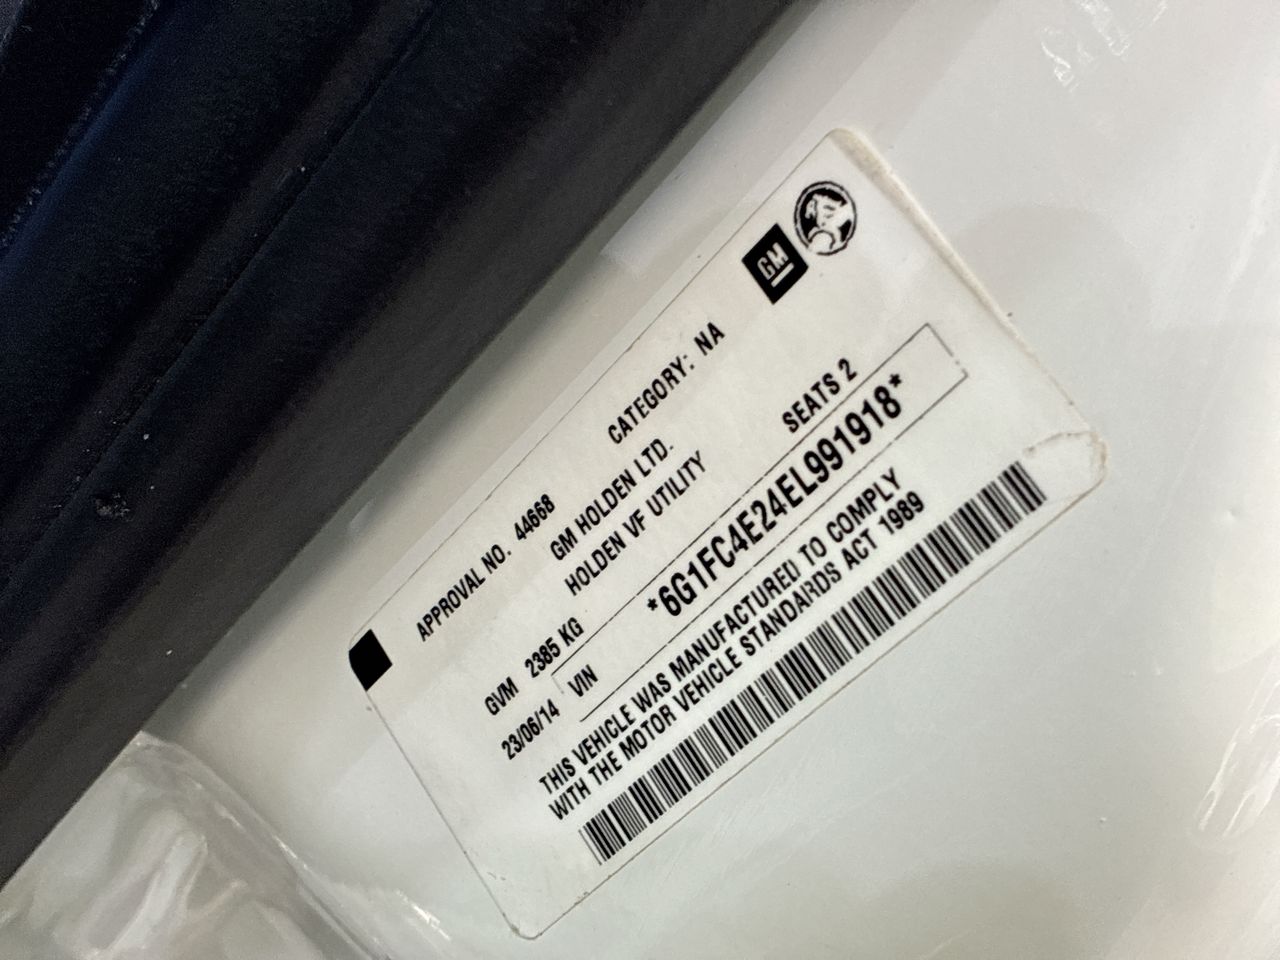 GM
APPROVAL NO. 44668 CATEGORY: NA
GM HOLDEN LTD.
HOLDEN VF UTILITY
GVM 2385 KG SEATS 2
23/06/14 VIN *6G1FC4E24EL991918*
THIS VEHICLE WAS MANUFACTURED TO COMPLY
WITH THE MOTOR VEHICLE STANDARDS ACT 1989